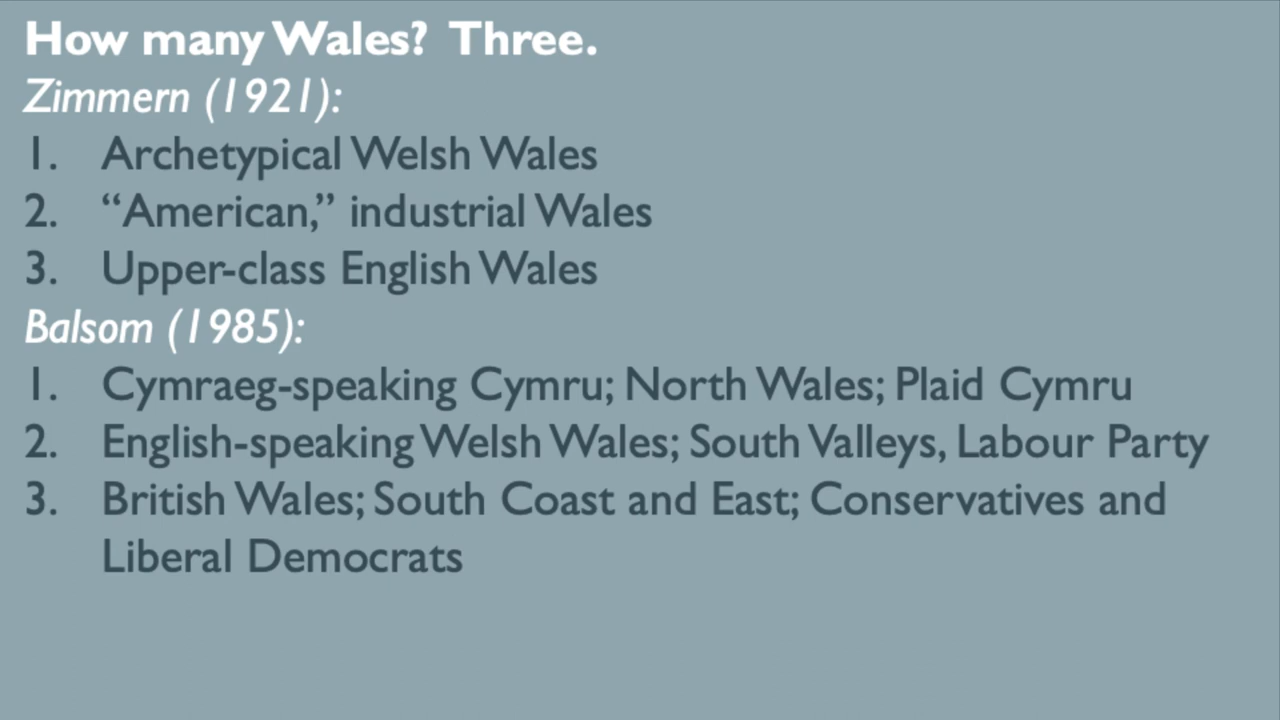 How many Wales? Three.
Zimmern (1921):
1. Archetypical Welsh Wales
2. “American,” industrial Wales
3. Upper-class English Wales
Balsom (1985):
1. Cymraeg-speaking Cymru; North Wales; Plaid Cymru
2. English-speaking Welsh Wales; South Valleys, Labour Party
3. British Wales; South Coast and East; Conservatives and
Liberal Democrats